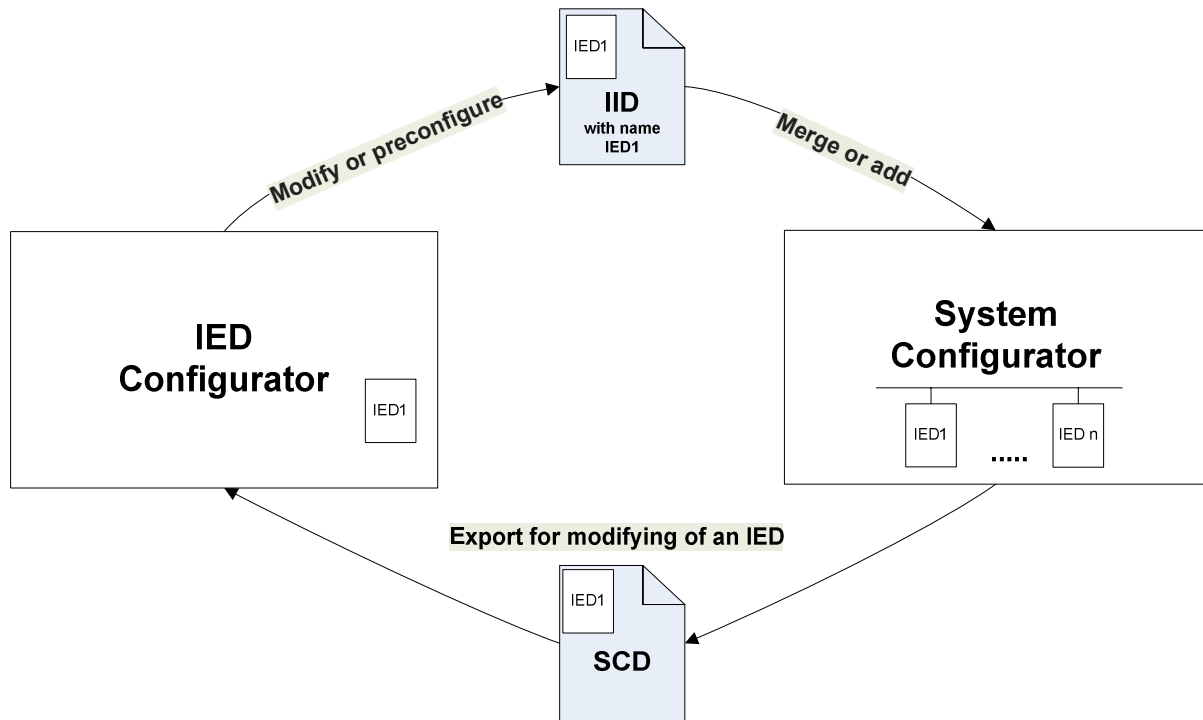 IED1
IID
with name
IED1
Modify or preconfigure
Merge or add
IED
Configurator
IED1
System
Configurator
IED1
.....
IED n
Export for modifying of an IED
IED1
SCD